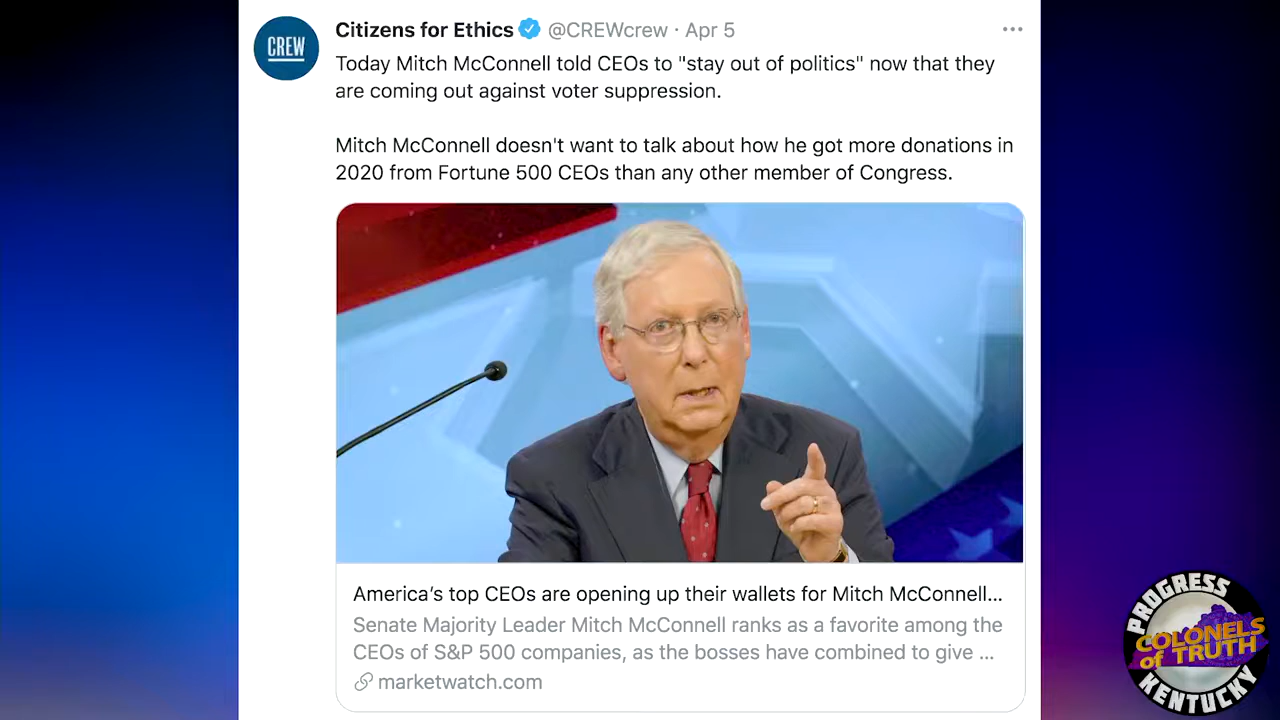 CREW
Citizens for Ethics @CREWcrew · Apr 5
Today Mitch McConnell told CEOs to "stay out of politics" now that they
are coming out against voter suppression.
Mitch McConnell doesn't want to talk about how he got more donations in
2020 from Fortune 500 CEOs than any other member of Congress.
America's top CEOs are opening up their wallets for Mitch McConnell...
Senate Majority Leader Mitch McConnell ranks as a favorite among the
CEOs of S&P 500 companies, as the bosses have combined to give ...
marketwatch.com
PROGRESS
COLONELS
of TRUTH
KENTUCKY